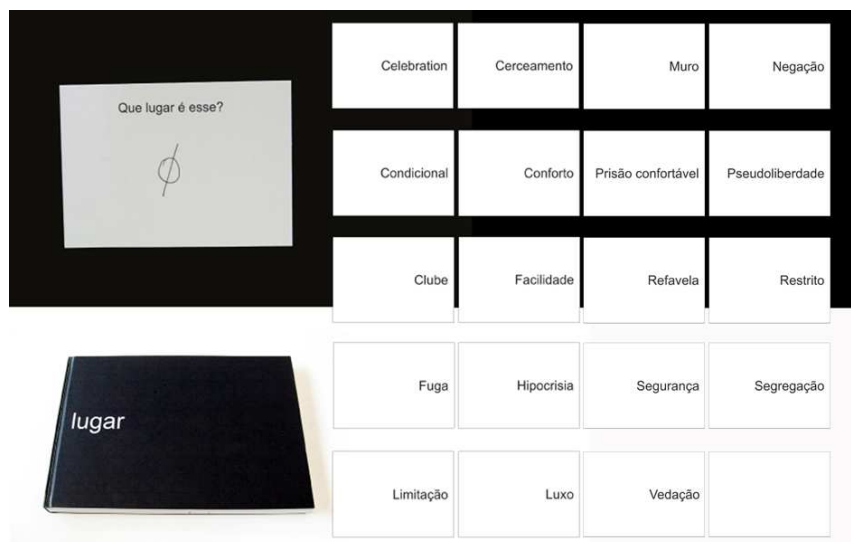 Que lugar é esse?
Ø
Celebration
Cerceamento
Muro
Negação
Condicional
Conforto
Prisão confortável
Pseudoliberdade
Clube
Facilidade
Refavela
Restrito
Fuga
Hipocrisia
Segurança
Segregação
Limitação
Luxo
Vedação
lugar